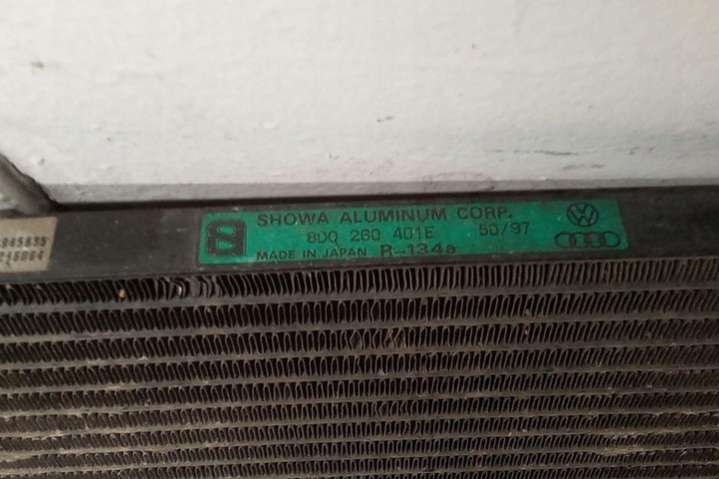 SHOWA ALUMINUM CORP.
8D0 260 401E 50/97
MADE IN JAPAN R-134a